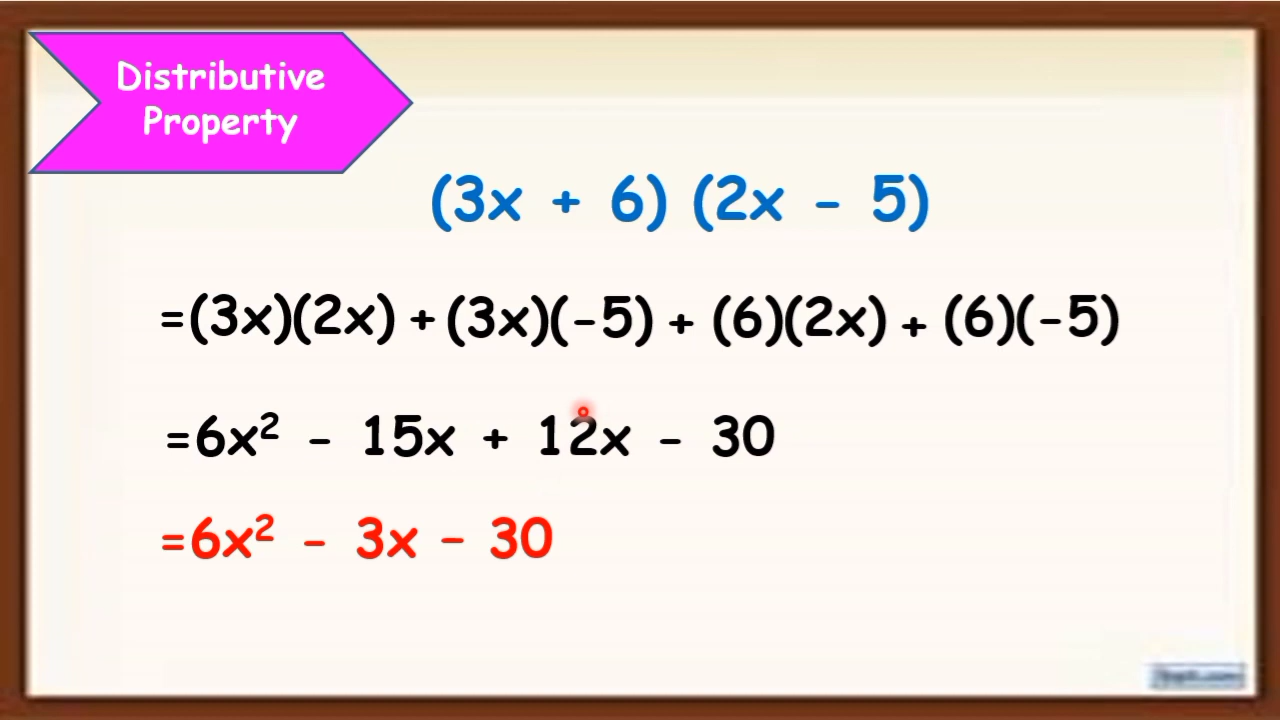 Distributive
Property
(3x + 6) (2x - 5)
=(3x)(2x) + (3x)(-5) + (6)(2x) + (6)(-5)
=6x² - 15x + 12x - 30
=6x² - 3x - 30